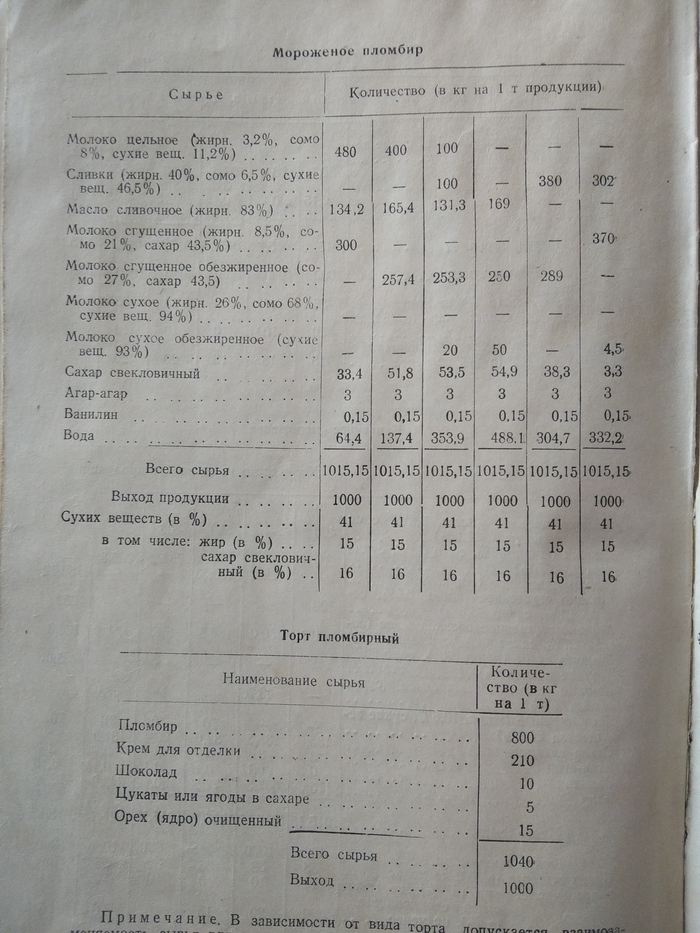 Мороженое пломбир
Сырье Количество (в кг на 1 т продукции)
Молоко цельное (жирн. 3,2%, сомо
8%, сухие вещ. 11,2%) . . . . . . . 480 400 100 — — —
Сливки (жирн. 40%, сомо 6,5%, сухие
вещ. 46,5%) . . . . . . . . . . . . — — 100 — 380 302
Масло сливочное (жирн. 83%) . . . . 134,2 165,4 131,3 169 — —
Молоко сгущенное (жирн. 8,5%, со-
мо 21%, сахар 43,5%) . . . . . . . 300 — — — — 370
Молоко сгущенное обезжиренное (со-
мо 27%, сахар 43,5) . . . . . . . — 257,4 253,3 250 289 —
Молоко сухое (жирн. 26%, сомо 68%,
сухие вещ. 94%) . . . . . . . . . . — — — — — —
Молоко сухое обезжиренное (сухие
вещ. 93%) . . . . . . . . . . . . — — 20 50 — 4,5
Сахар свекловичный . . . . . . . . 33,4 51,8 53,5 54,9 38,3 3,3
Агар-агар . . . . . . . . . . . . . 3 3 3 3 3 3
Ванилин . . . . . . . . . . . . . . 0,15 0,15 0,15 0,15 0,15 0,15
Вода . . . . . . . . . . . . . . . . 64,4 137,4 353,9 488.1 304,7 332,2
Всего сырья . . . . . . . 1015,15 1015,15 1015,15 1015,15 1015,15 1015,15
Выход продукции . . . . . . . 1000 1000 1000 1000 1000 1000
Сухих веществ (в %) . . . . . . . . 41 41 41 41 41 41
в том числе: жир (в %) . . . . 15 15 15 15 15 15
сахар свеклович-
ный (в %) . . 16 16 16 16 16 16
Торт пломбирный
Наименование сырья
Количе-
ство (в кг
на 1 т)
Пломбир . . . . . . . . . . . . . . . . . . 800
Крем для отделки . . . . . . . . . . . . . . 210
Шоколад . . . . . . . . . . . . . . . . . . 10
Цукаты или ягоды в сахаре . . . . . . . . . . 5
Орех (ядро) очищенный . . . . . . . . . . . . 15
Всего сырья . . . . . . 1040
Выход . . . . . . . . . 1000
Примечание. В зависимости от вида торта допускается